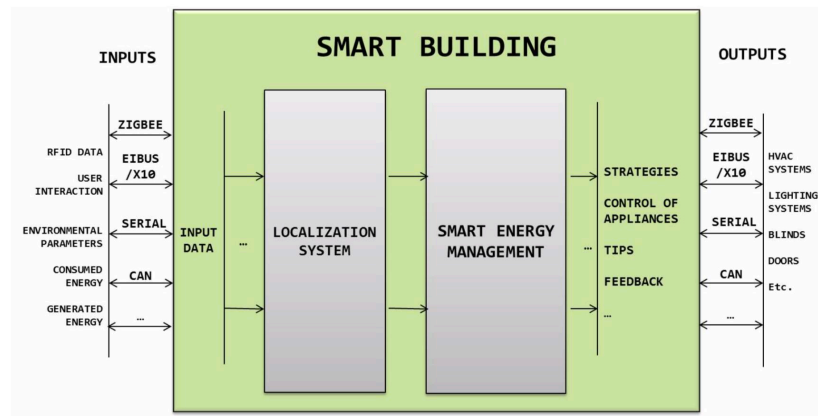 SMART BUILDING
INPUTS
RFID DATA
USER
INTERACTION
ENVIRONMENTAL
PARAMETERS
CONSUMED
ENERGY
GENERATED
ENERGY
ZIGBEE
EIBUS
/X10
SERIAL
CAN
…
INPUT
DATA
…
LOCALIZATION
SYSTEM
SMART ENERGY
MANAGEMENT
…
STRATEGIES
CONTROL OF
APPLIANCES
TIPS
FEEDBACK
…
OUTPUTS
ZIGBEE
EIBUS
/X10
SERIAL
CAN
…
HVAC
SYSTEMS
LIGHTING
SYSTEMS
BLINDS
DOORS
Etc.